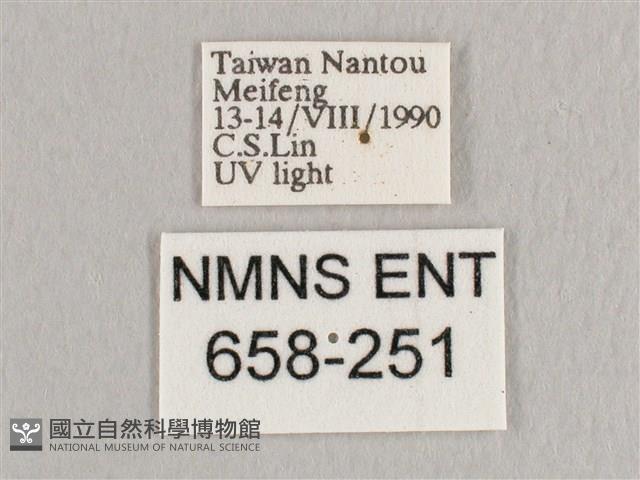 Taiwan Nantou
Meifeng
13-14/VIII/1990
C.S.Lin
UV light
NMNS ENT
658-251
國立自然科學博物館
NATIONAL MUSEUM OF NATURAL SCIENCE